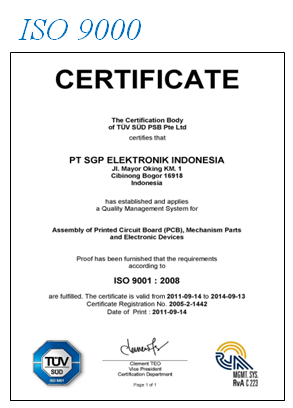 ISO 9000
CERTIFICATE
The Certification Body
of TÜV SÜD PSB Pte Ltd
certifies that
PT SGP ELEKTRONIK INDONESIA
Jl. Mayor Oking KM. 1
Cibinong Bogor 16918
Indonesia
has established and applies
a Quality Management System for
Assembly of Printed Circuit Board (PCB), Mechanism Parts
and Electronic Devices
Proof has been furnished that the requirements
according to
ISO 9001 : 2008
are fulfilled. The certificate is valid from 2011-09-14 to 2014-09-13
Certificate Registration No. 2005-2-1442
Date of Print : 2011-09-14
TÜV
SÜD
ISO 9001
Clement TEO
Vice President
Certification Department
Page 1 of 1
MGMT. SYS.
RvA C 223